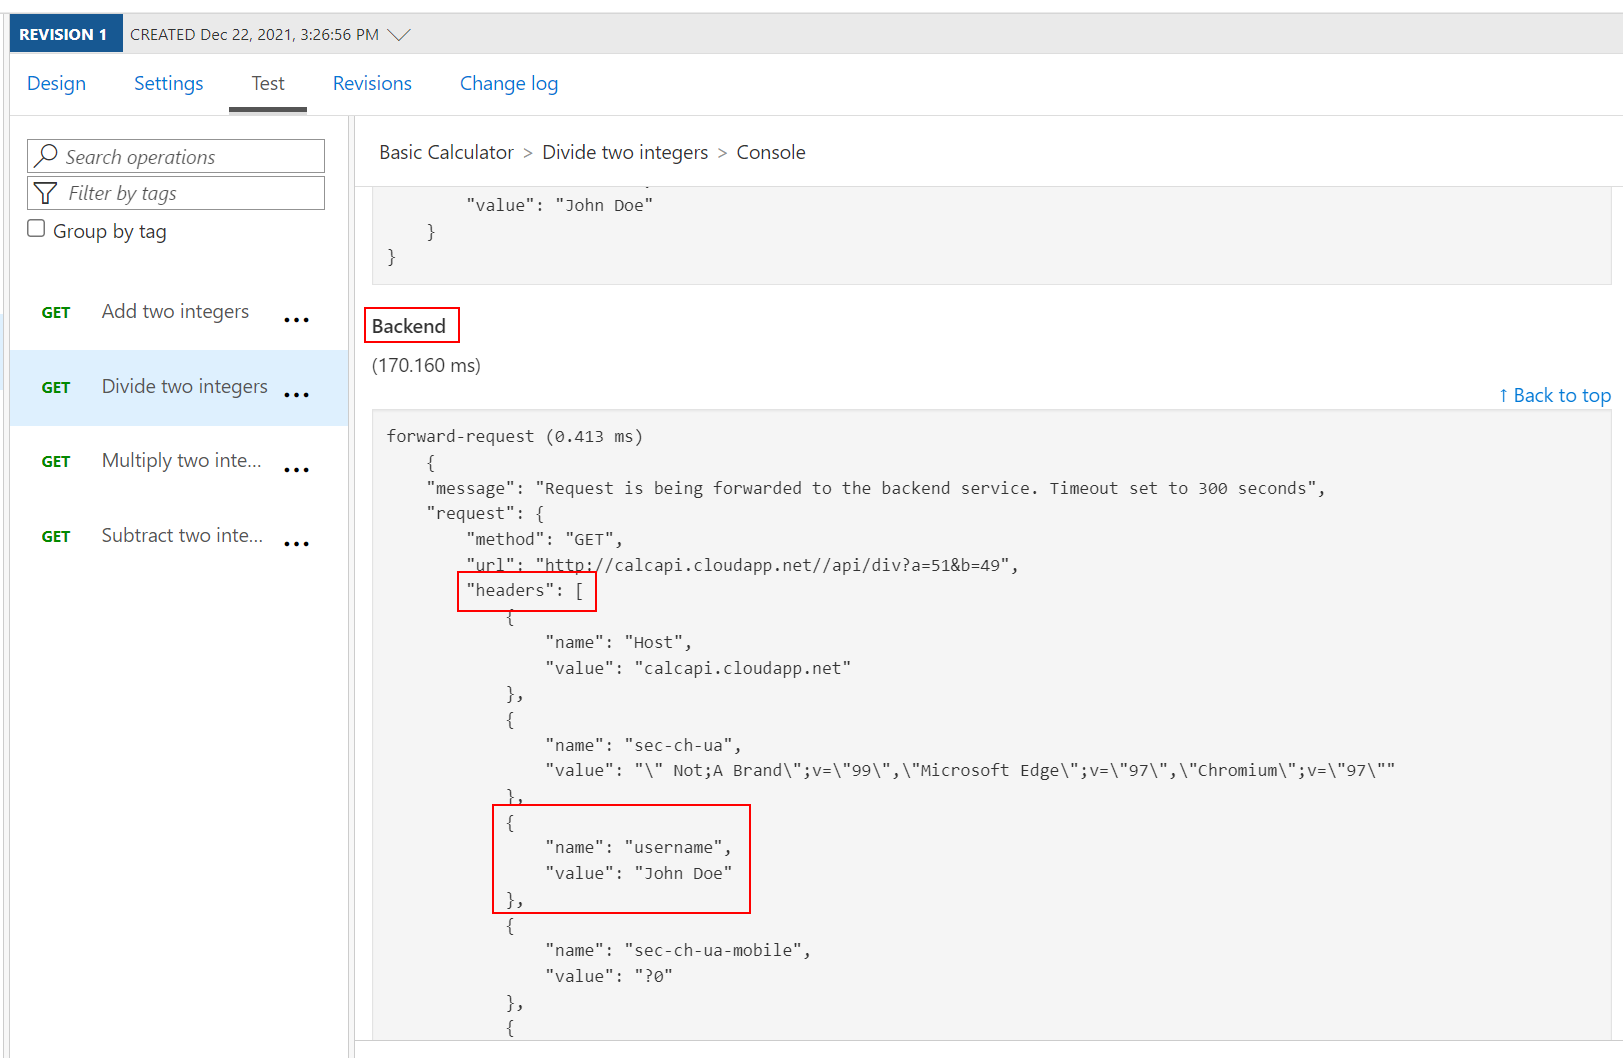 REVISION 1 CREATED Dec 22, 2021, 3:26:56 PM
Design Settings Test Revisions Change log
Search operations
Filter by tags
Group by tag
GET Add two integers ...
GET Divide two integers ...
GET Multiply two inte... ...
GET Subtract two inte... ...
Basic Calculator > Divide two integers > Console
"value": "John Doe"
}
}
Backend
(170.160 ms)
↑ Back to top
forward-request (0.413 ms)
{
"message": "Request is being forwarded to the backend service. Timeout set to 300 seconds",
"request": {
"method": "GET",
"url": "http://calcapi.cloudapp.net//api/div?a=51&b=49",
"headers": [
{
"name": "Host",
"value": "calcapi.cloudapp.net"
},
{
"name": "sec-ch-ua",
"value": "\" Not;A Brand\";v=\"99\",\"Microsoft Edge\";v=\"97\",\"Chromium\";v=\"97\""
},
{
"name": "username",
"value": "John Doe"
},
{
"name": "sec-ch-ua-mobile",
"value": "?0"
},
{